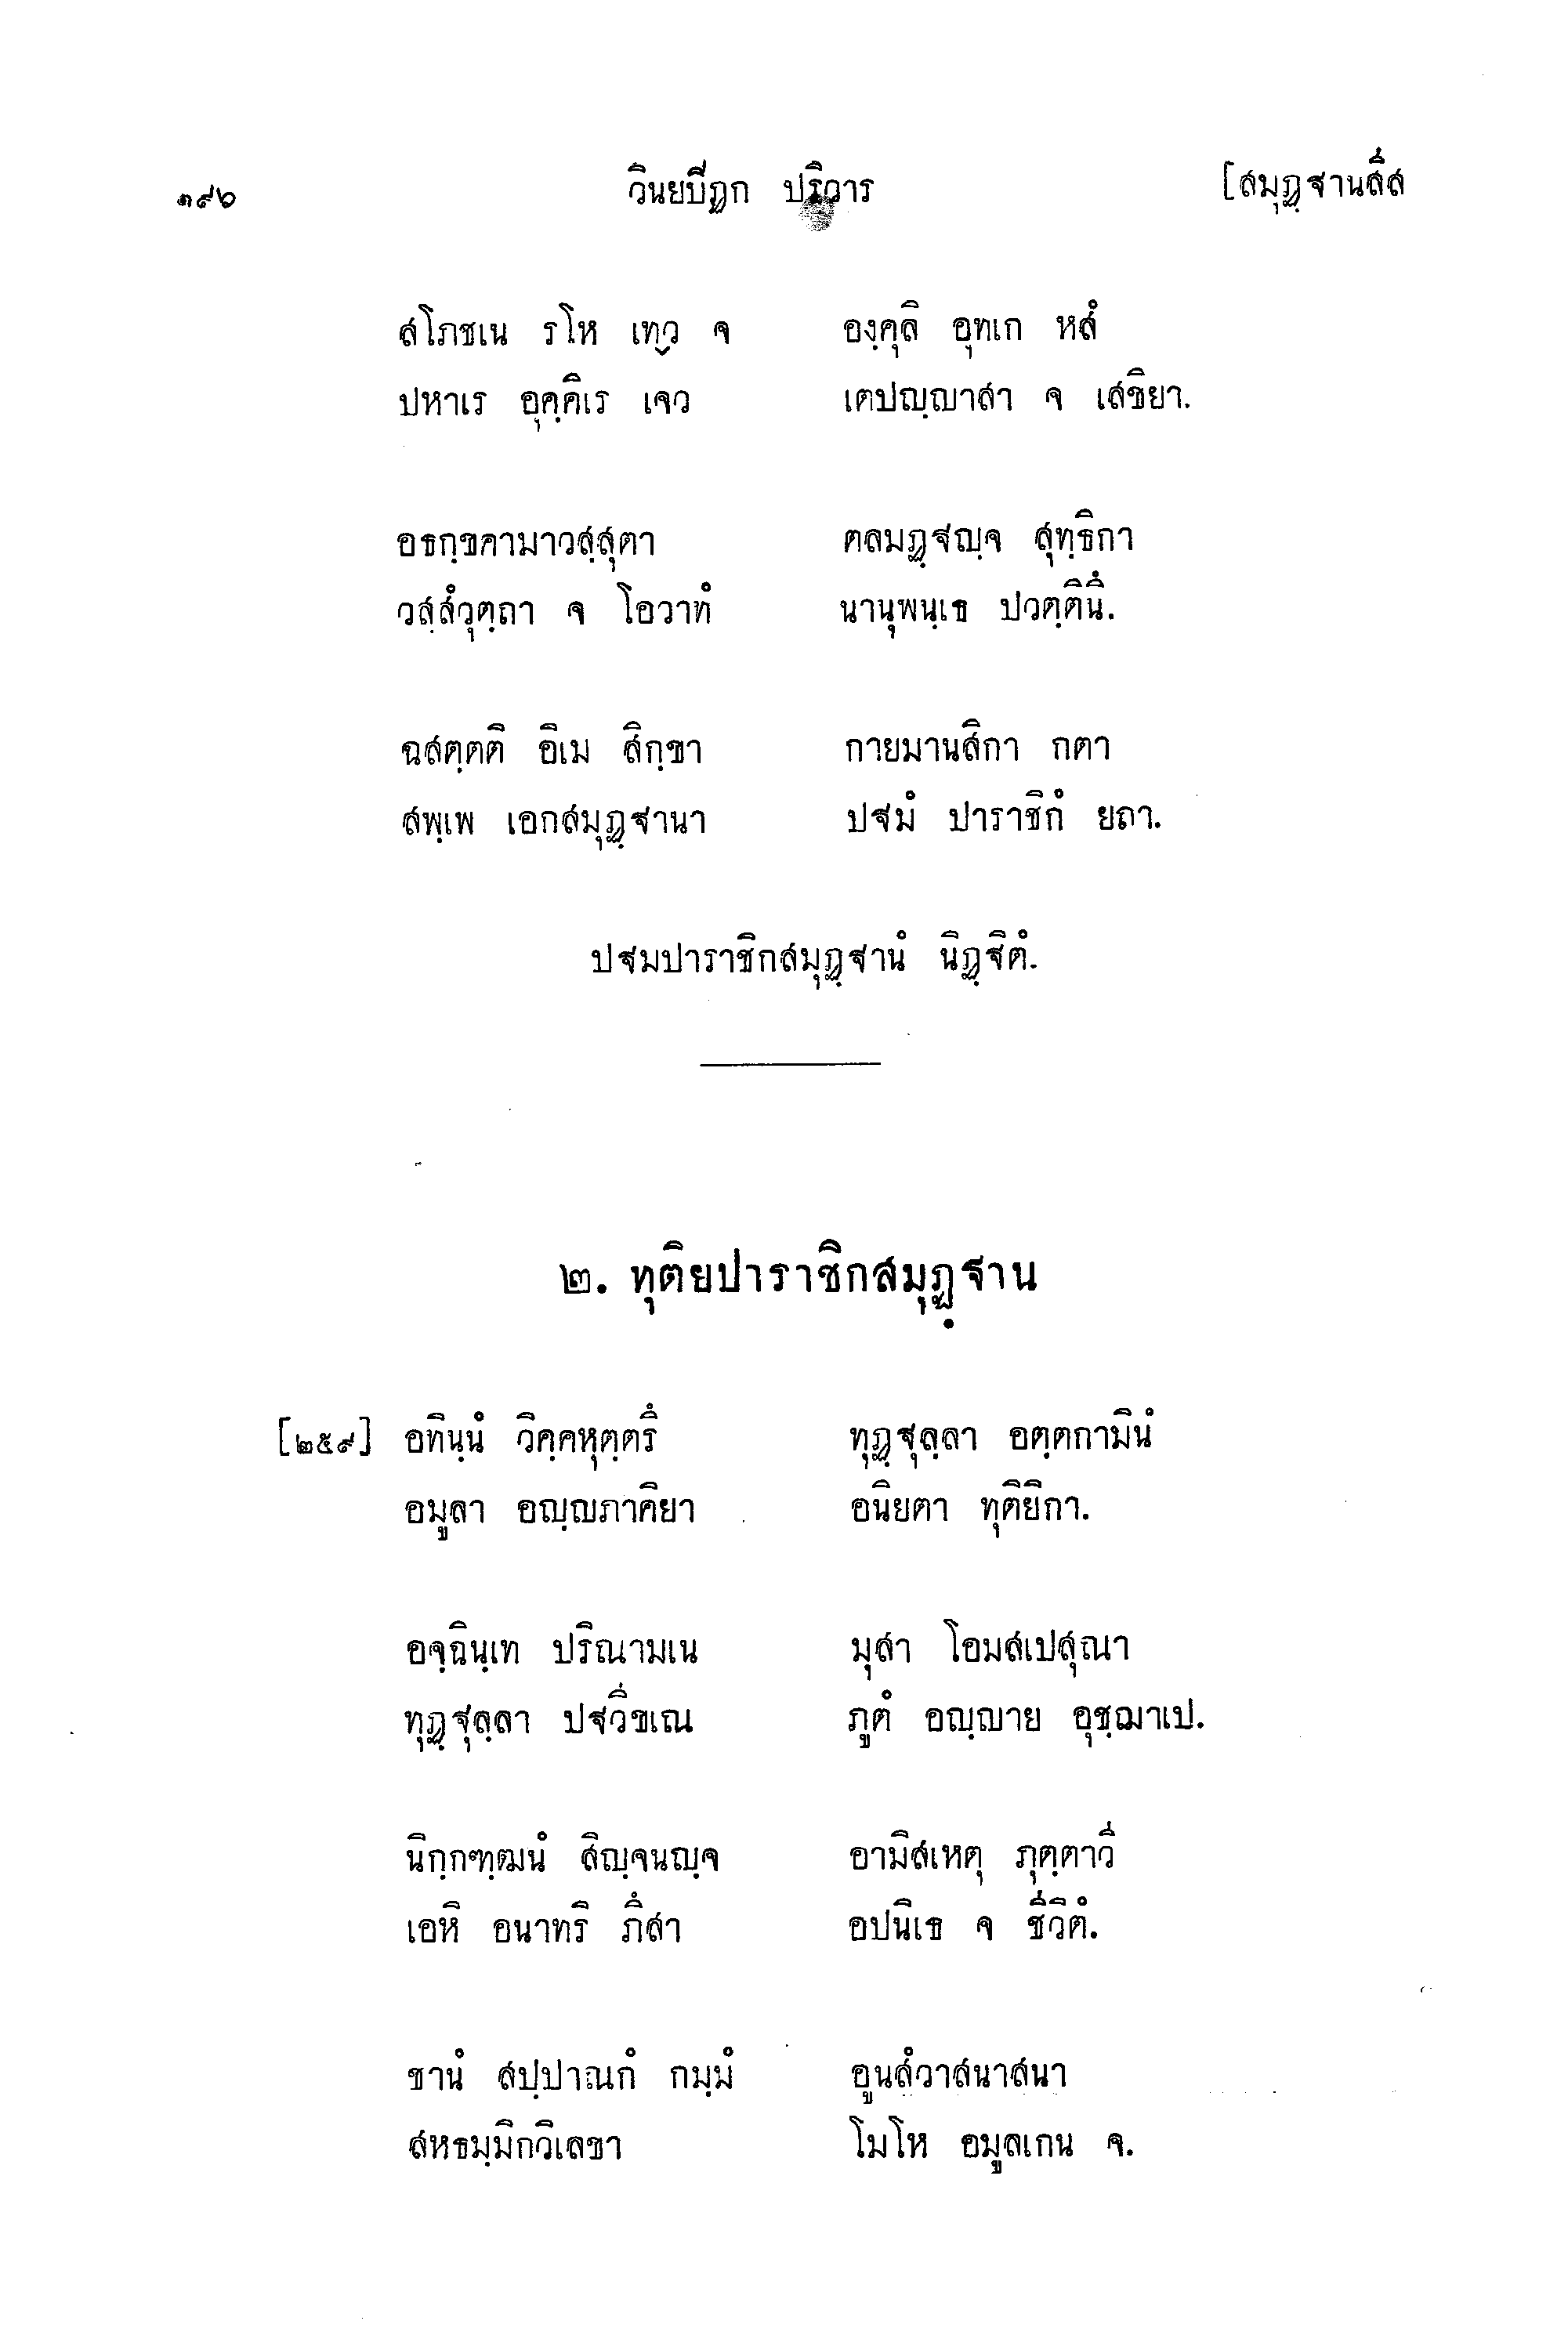 ๑๙๖ วินยปิฏก ปริวาร [สมุฏฺฐานสีส
สโภชเน รโห เทฺว จ องฺคุลิ อุทเก หสํ
ปหาเร อุคฺคิเร เจว เตปญฺญาสา จ เสขิยา.
อธกฺขคามาวสฺสุตา ตลมฏฺฐญฺจ สุทฺธิกา
วสฺสํวุตฺถา จ โอวาทํ นานุพนฺเธ ปวตฺตินึ.
ฉสตฺตติ อิเม สิกฺขา กายมานสิกา กตา
สพฺเพ เอกสมุฏฺฐานา ปฐมํ ปาราชิกํ ยถา.
ปฐมปาราชิกสมุฏฺฐานํ นิฏฺฐิตํ.
๒. ทุติยปาราชิกสมุฏฺฐาน
[๒๕๙] อทินฺนํ วิคฺคหุตฺตรึ ทุฏฺฐุลฺลา อตฺตกามินํ
อมูลา อญฺญภาคิยา อนิยตา ทุติยิกา.
อจฺฉินฺเท ปริณามเน มุสา โอมสเปสุณา
ทุฏฺฐุลฺลา ปฐวีขเณ ภูตํ อญฺญาย อุชฺฌาเป.
นิกฺกฑฺฒนํ สิญฺจนญฺจ อามิสเหตุ ภุตฺตาวี
เอหิ อนาทริ ภึสา อปนิเธ จ ชีวิตํ.
ชานํ สปฺปาณกํ กมฺมํ อูนสํวาสนาสนา
สหธมฺมิกวิเลขา โมโห อมูลเกน จ.